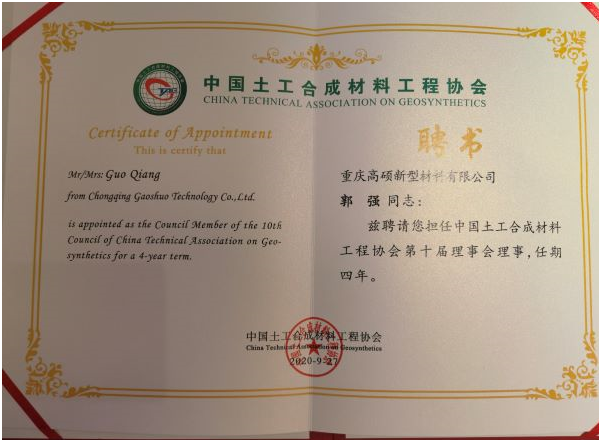 中国土工合成材料工程协会
CHINA TECHNICAL ASSOCIATION ON GEOSYNTHETICS
Certificate of Appointment
This is certify that
Mr/Mrs: Guo Qiang
from Chongqing Gaoshuo Technology Co.,Ltd.
is appointed as the Council Member of the 10th
Council of China Technical Association on Geo-
synthetics for a 4-year term.
聘书
重庆高硕新型材料有限公司
郭 强 同志：
兹聘请您担任中国土工合成材料
工程协会第十届理事会理事，任期
四年。
中国土工合成材料工程协会
China Technical Association on Geosynthetics
2020-9-27